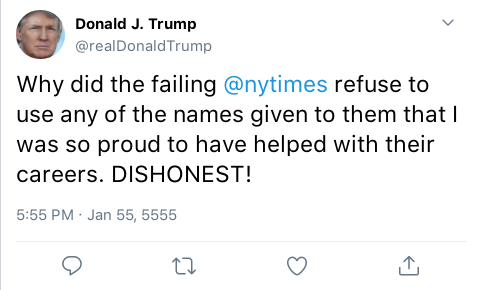 Donald J. Trump
@realDonaldTrump
Why did the failing @nytimes refuse to
use any of the names given to them that I
was so proud to have helped with their
careers. DISHONEST!
5:55 PM · Jan 55, 5555